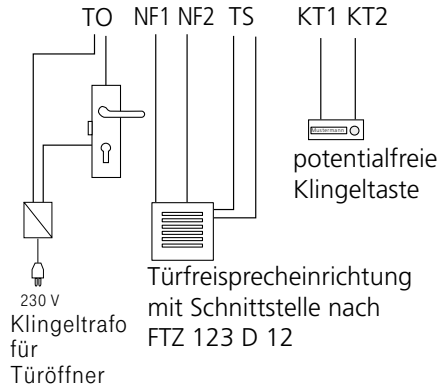 TO NF1 NF2 TS KT1 KT2
Mustermann
potentialfreie
Klingeltaste
Türfreisprecheinrichtung
mit Schnittstelle nach
FTZ 123 D 12
230 V
Klingeltrafo
für
Türöffner